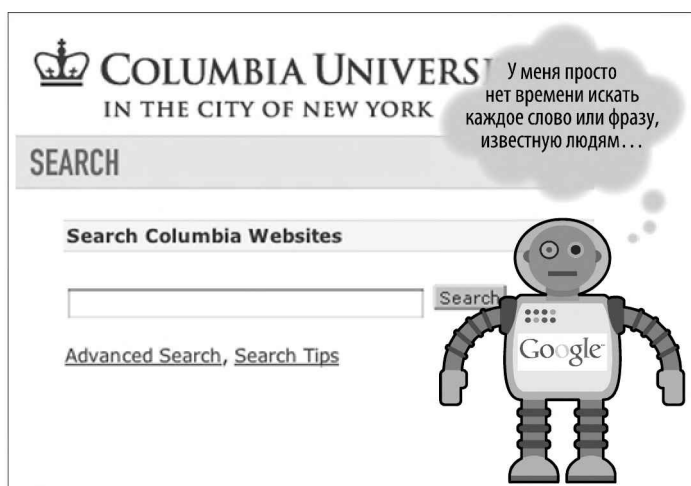 COLUMBIA UNIVERS
IN THE CITY OF NEW YORK
У меня просто
нет времени искать
каждое слово или фразу,
известную людям...
SEARCH
Search Columbia Websites
Search
Advanced Search, Search Tips
Google